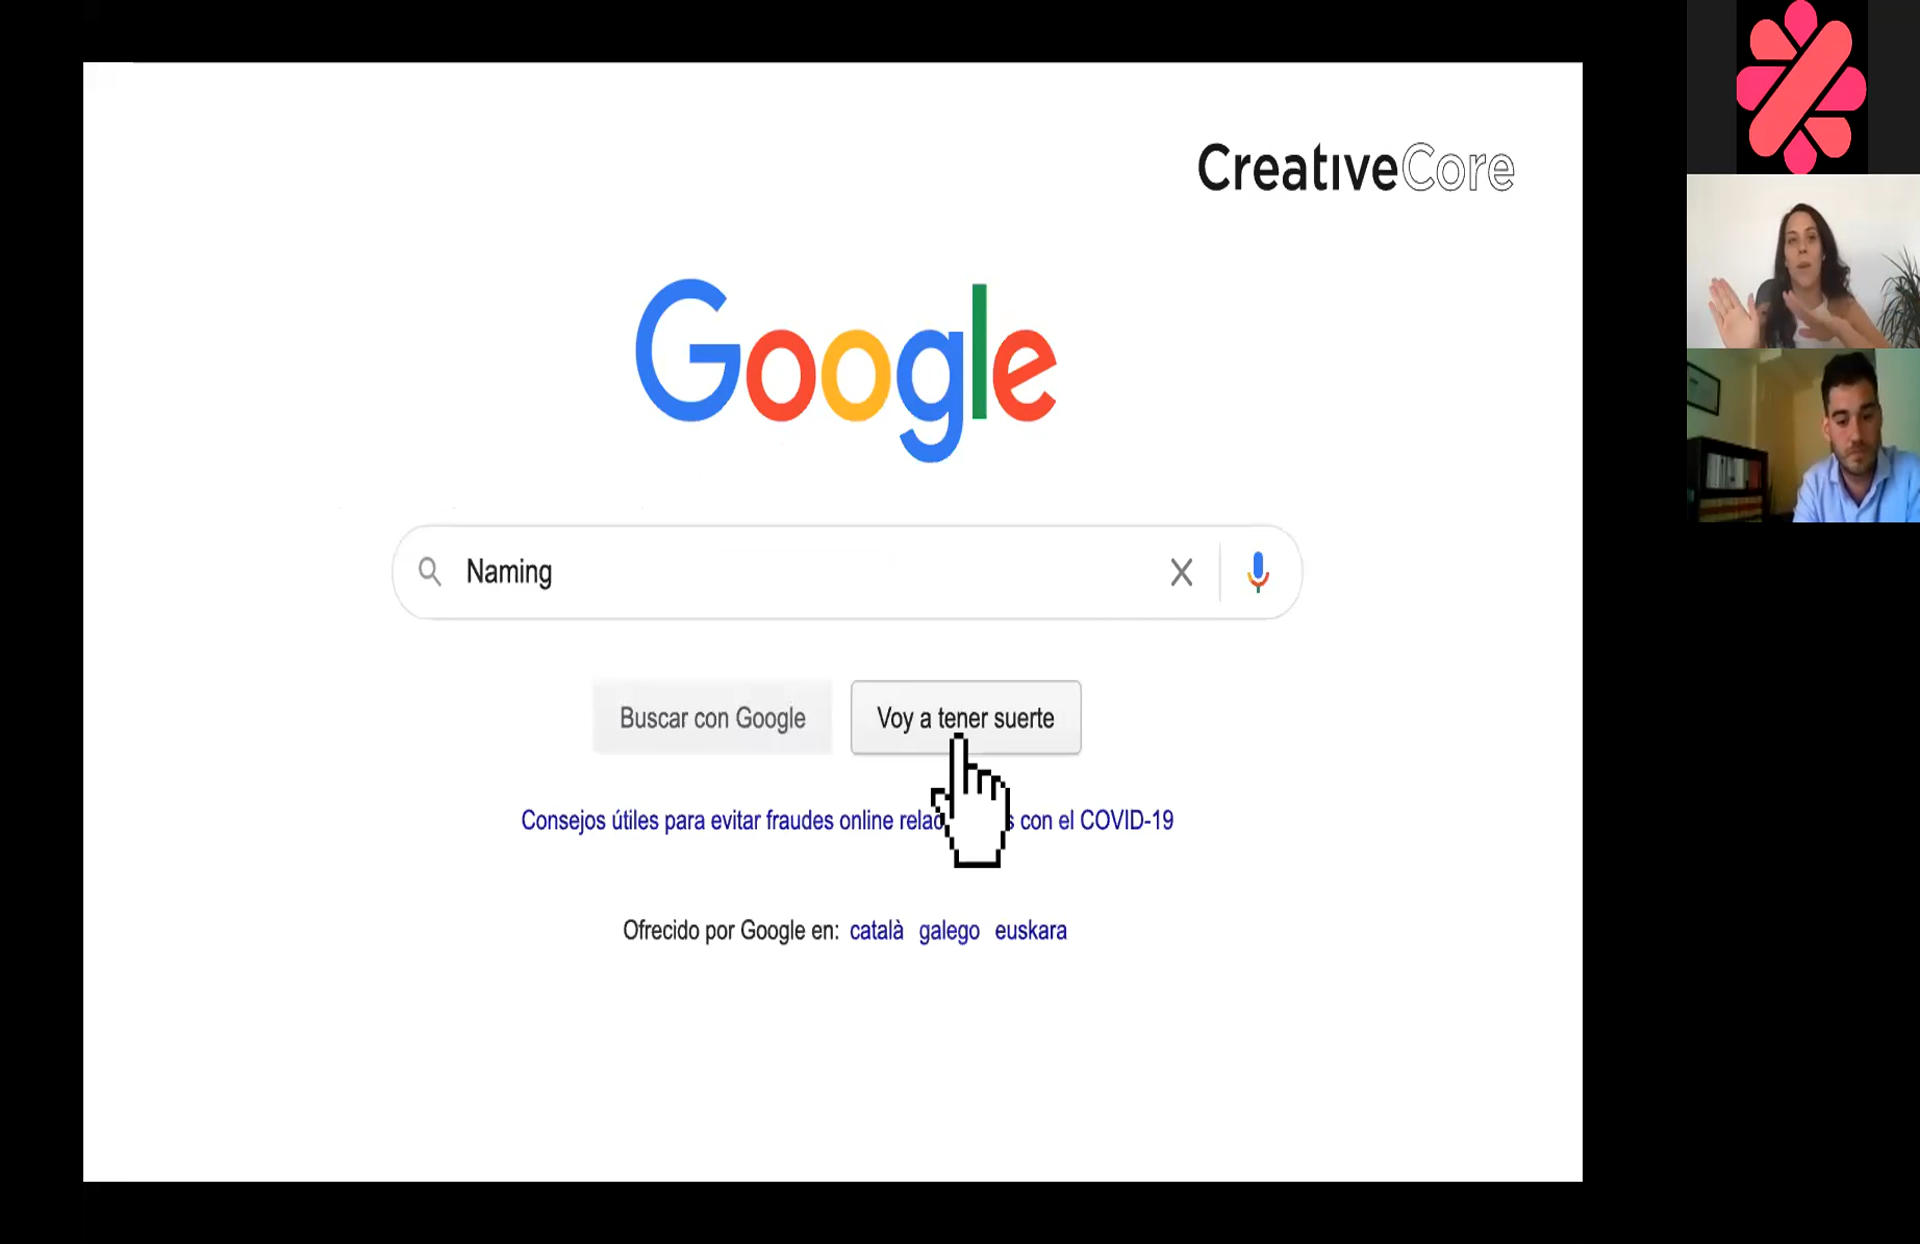 CreativeCore
Google
Naming
Buscar con Google
Voy a tener suerte
Consejos útiles para evitar fraudes online relac s con el COVID-19
Ofrecido por Google en: català galego euskara